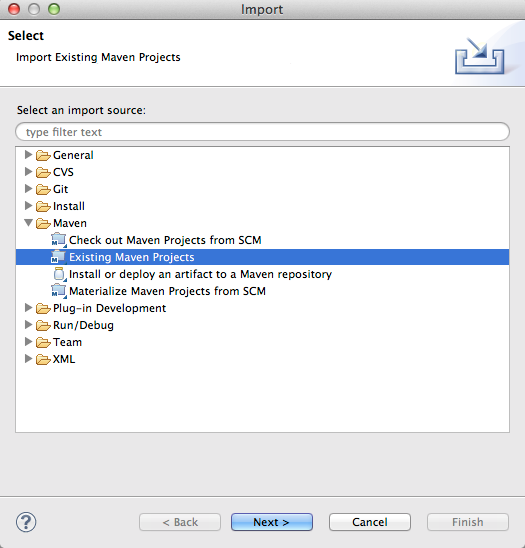 Import
Select
Import Existing Maven Projects
Select an import source:
type filter text
General
CVS
Git
Install
Maven
Check out Maven Projects from SCM
Existing Maven Projects
Install or deploy an artifact to a Maven repository
Materialize Maven Projects from SCM
Plug-in Development
Run/Debug
Team
XML
? < Back Next > Cancel Finish